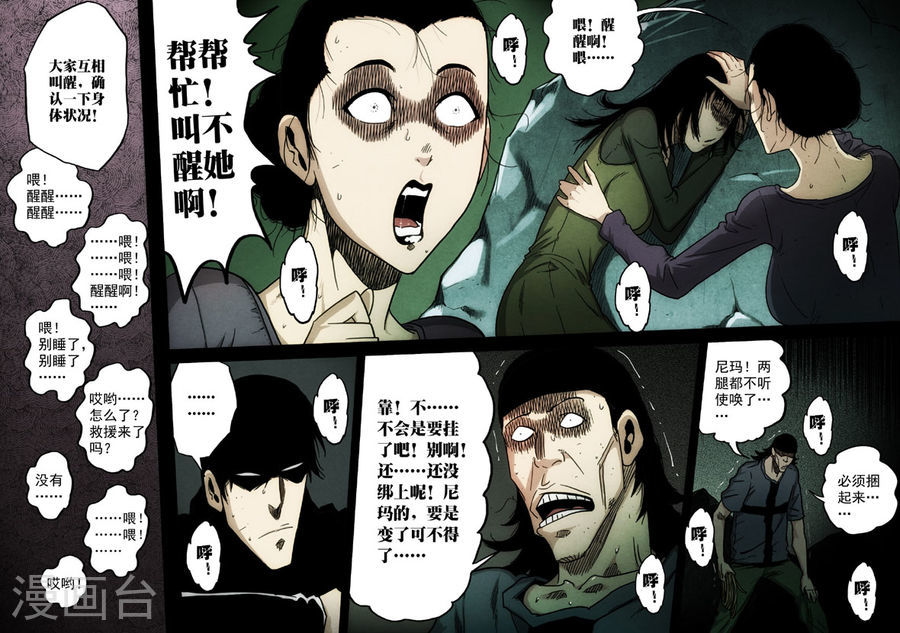 大家互相
叫醒，确
认一下身
体状况！
喂！
醒醒……
醒醒……
……喂！
……喂！
……喂！
醒醒啊！
喂！
别睡了，
别睡了……
哎哟……
怎么了？
救援来了
吗？
没有
……
……喂！
……喂！
哎哟！
帮帮
忙！
叫不
醒她
啊！
呼！
喂！醒
醒啊！
喂……
呼！
呼！
呼！
呼！
……
……
呼！
呼！
呼！
靠！不……
不会是要挂
了吧！别啊！
还……还没
绑上呢！尼
玛的，要是
变了可不得
了……
呼！
呼！
尼玛！两
腿都不听
使唤了……
……
呼！
必须捆
起来……
呼！
呼！
漫画台